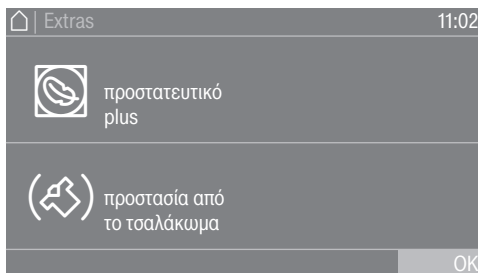 | Extras
11:02
προστατευτικό
plus
προστασία από
το τσαλάκωμα
OK